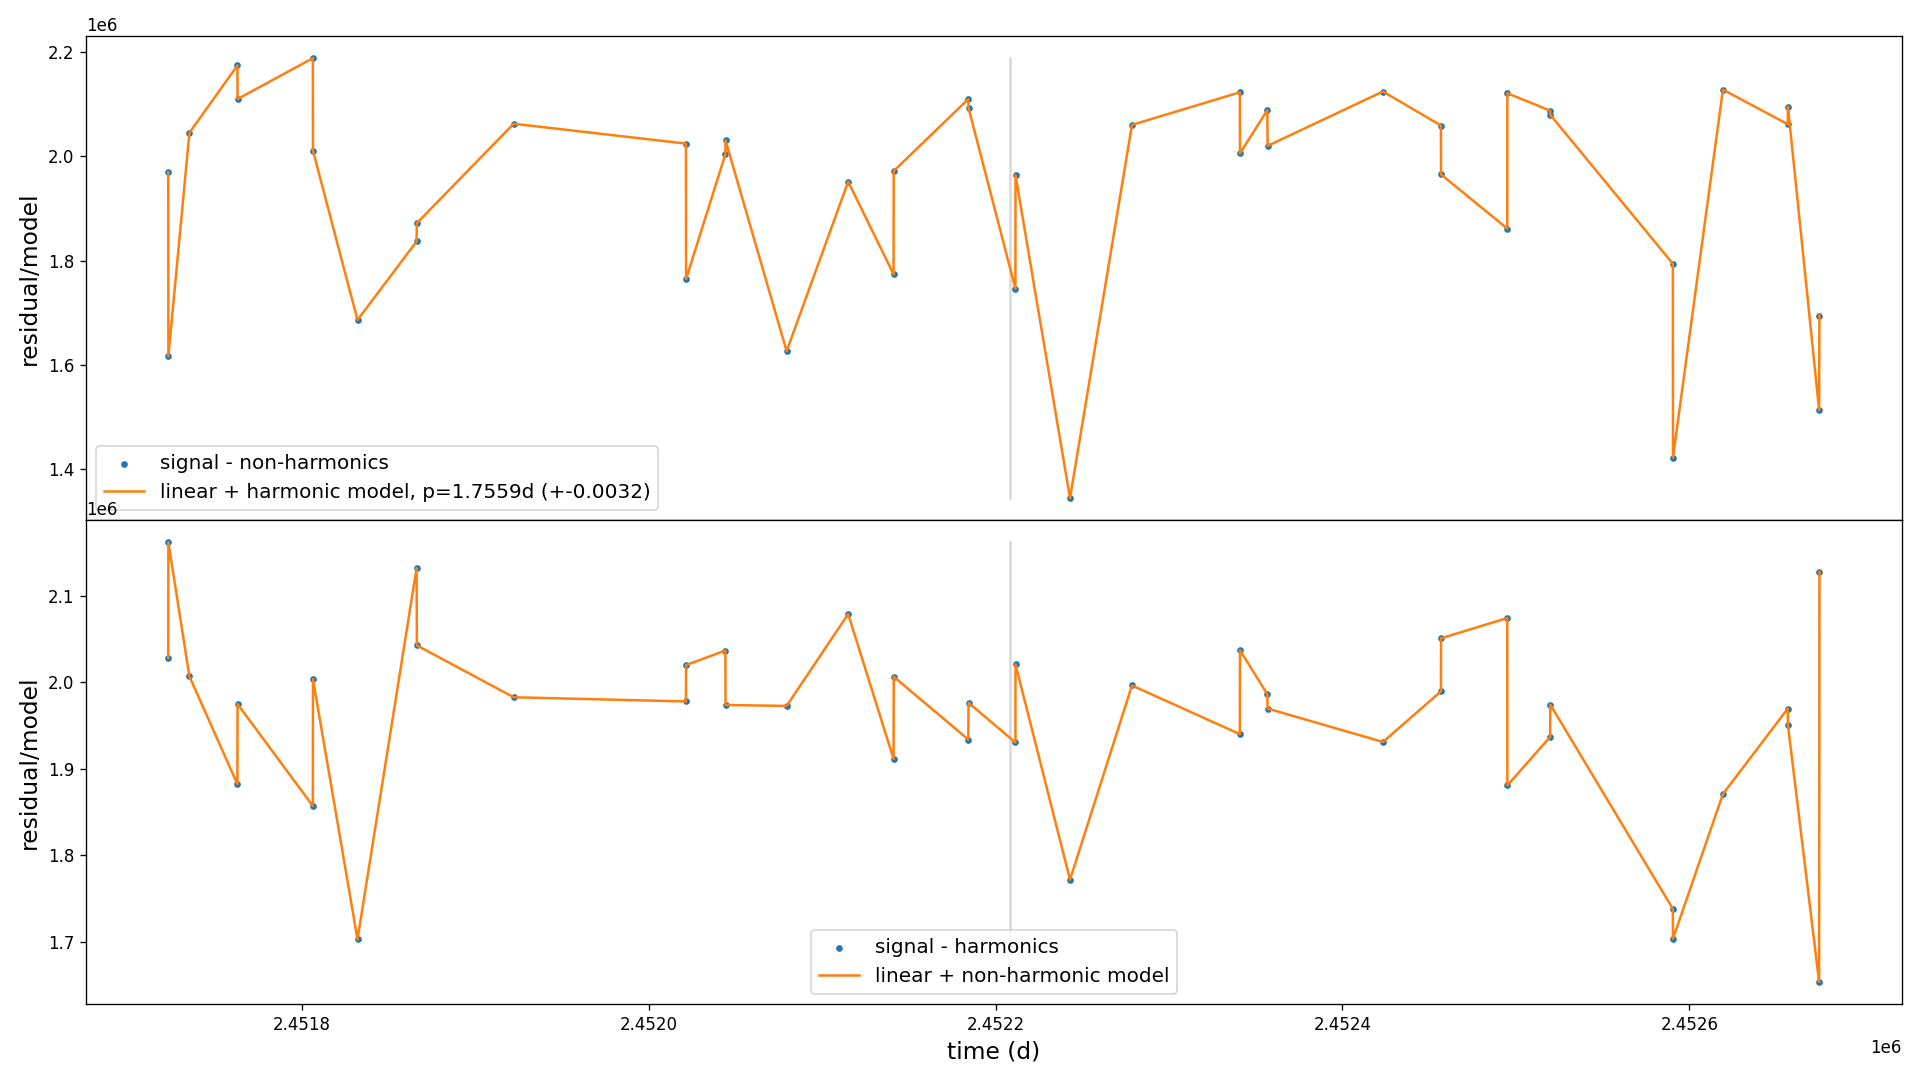 1e6
2.2
2.0
1.8
1.6
1.4
residual/model
signal - non-harmonics
linear + harmonic model, p=1.7559d (+-0.0032)
1e6
2.1
2.0
1.9
1.8
1.7
residual/model
signal - harmonics
linear + non-harmonic model
2.4518 2.4520 2.4522 2.4524 2.4526
time (d)
1e6